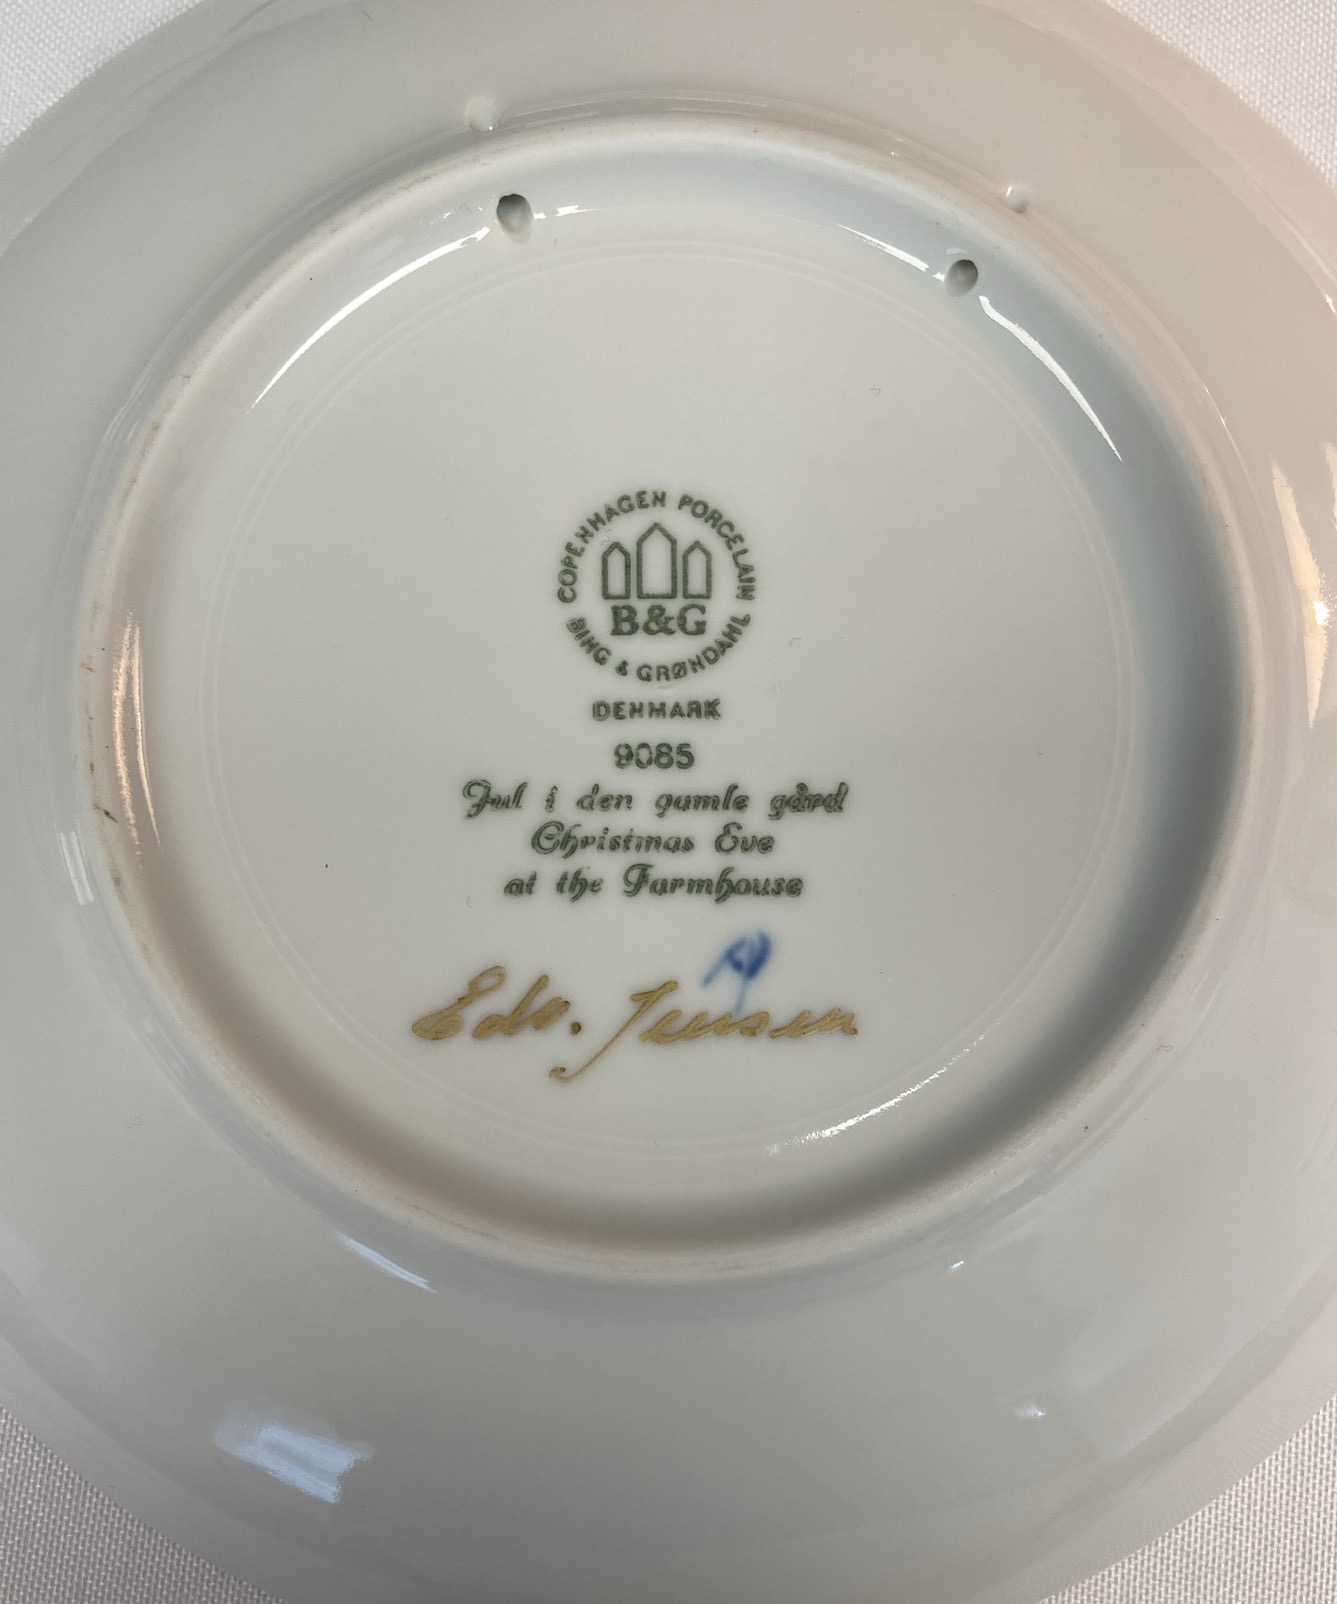 COPENHAGEN PORCELAIN
B&G
BING & GRØNDAHL
DENMARK
9085
Jul i den gamle gård
Christmas Eve
at the Farmhouse
Edv. Jensen